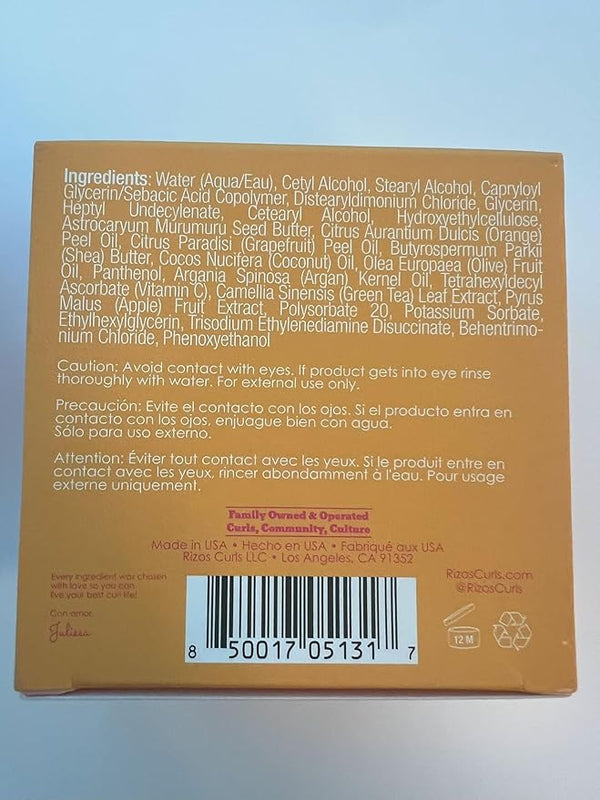 Ingredients: Water (Aqua/Eau), Cetyl Alcohol, Stearyl Alcohol, Capryloyl
Glycerin/Sebacic Acid Copolymer, Distearyldimonium Chloride, Glycerin,
Heptyl Undecylenate, Cetearyl Alcohol, Hydroxyethylcellulose,
Astrocaryum Murumuru Seed Butter, Citrus Aurantium Dulcis (Orange)
Peel Oil, Citrus Paradisi (Grapefruit) Peel Oil, Butyrospermum Parkii
(Shea) Butter, Cocos Nucifera (Coconut) Oil, Olea Europaea (Olive) Fruit
Oil, Panthenol, Argania Spinosa (Argan) Kernel Oil, Tetrahexyldecyl
Ascorbate (Vitamin C), Camellia Sinensis (Green Tea) Leaf Extract, Pyrus
Malus (Apple) Fruit Extract, Polysorbate 20, Potassium Sorbate,
Ethylhexylglycerin, Trisodium Ethylenediamine Disuccinate, Behentrimo-
nium Chloride, Phenoxyethanol
Caution: Avoid contact with eyes. If product gets into eye rinse
thoroughly with water. For external use only.
Precaución: Evite el contacto con los ojos. Si el producto entra en
contacto con los ojos, enjuague bien con agua.
Sólo para uso externo.
Attention: Éviter tout contact avec les yeux. Si le produit entre en
contact avec les yeux, rincer abondamment à l'eau. Pour usage
externe uniquement.
Family Owned & Operated
Curls, Community, Culture
Made in USA • Hecho en USA • Fabriqué aux USA
Rizos Curls LLC • Los Angeles, CA 91352
Every ingredient was chosen
with love so you can
live your best curl life!
Con amor,
Julissa
8 50017 05131 7
RizosCurls.com
@RizosCurls
12 M